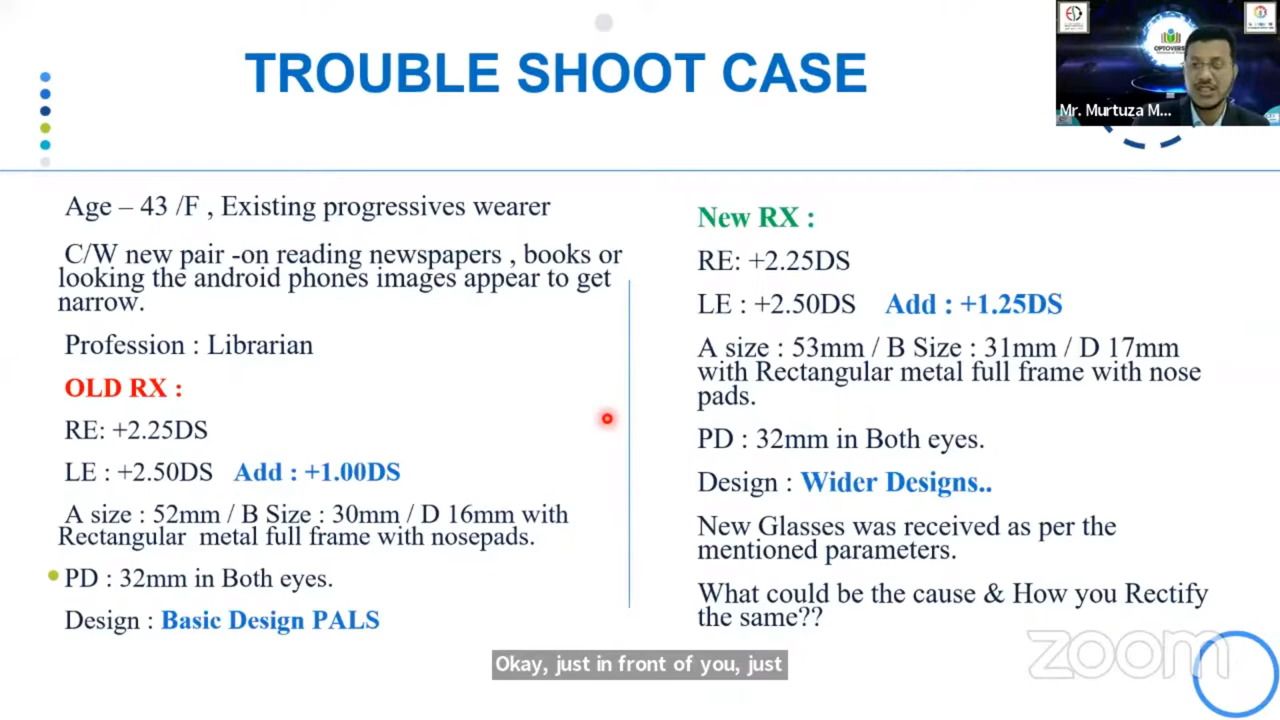 TROUBLE SHOOT CASE
OPTOVERS
Mr. Murtuza M...
Age – 43 /F , Existing progressives wearer
C/W new pair -on reading newspapers , books or
looking the android phones images appear to get
narrow.
Profession : Librarian
OLD RX :
RE: +2.25DS
LE : +2.50DS Add : +1.00DS
A size : 52mm / B Size : 30mm / D 16mm with
Rectangular metal full frame with nosepads.
PD : 32mm in Both eyes.
Design : Basic Design PALS
New RX :
RE: +2.25DS
LE : +2.50DS Add : +1.25DS
A size : 53mm / B Size : 31mm / D 17mm
with Rectangular metal full frame with nose
pads.
PD : 32mm in Both eyes.
Design : Wider Designs..
New Glasses was received as per the
mentioned parameters.
What could be the cause & How you Rectify
the same??
zoom
Okay, just in front of you, just